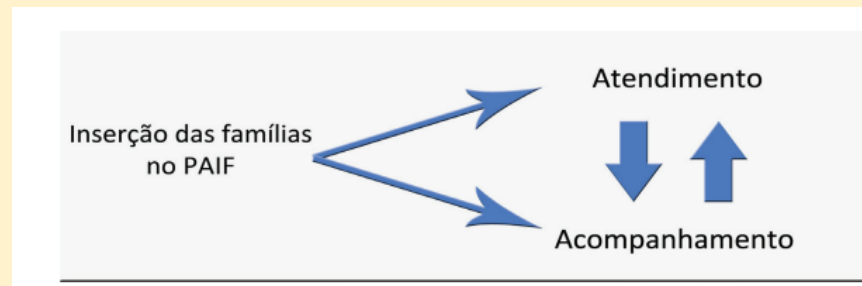 Atendimento
Inserção das famílias
no PAIF
Acompanhamento